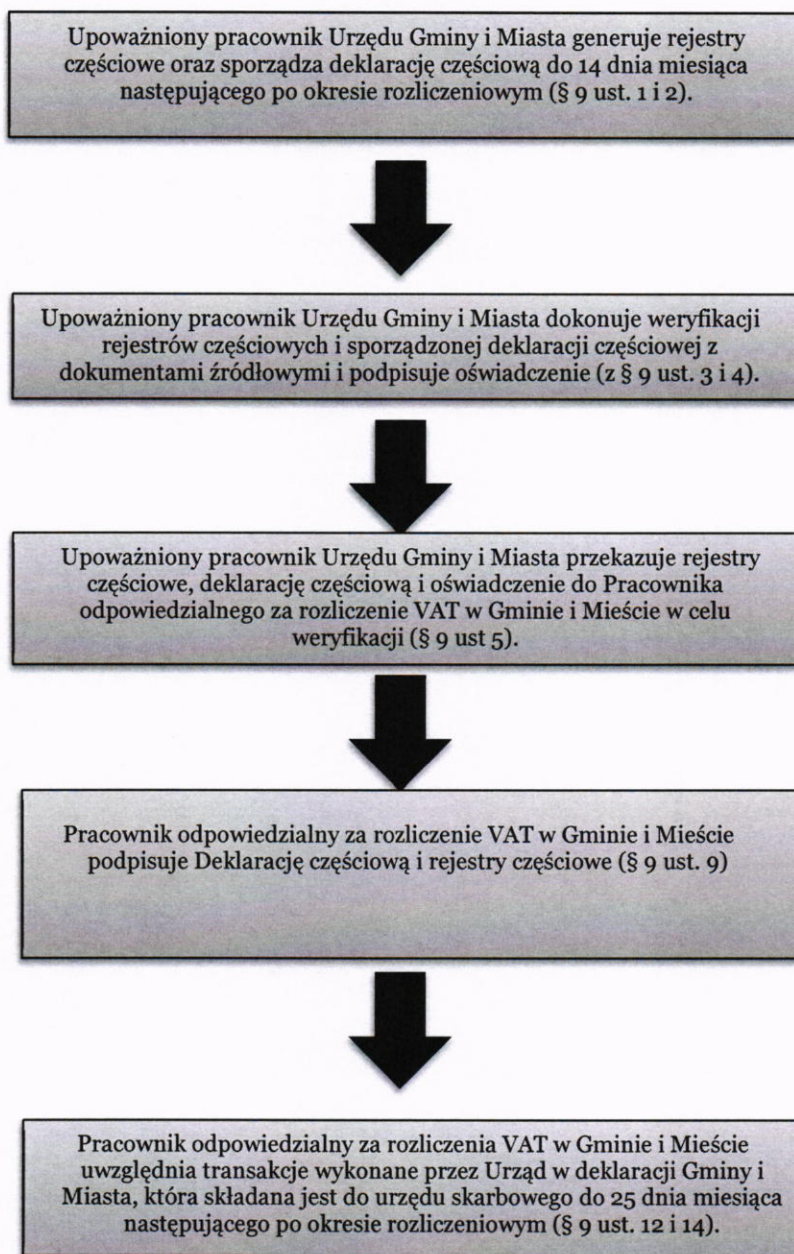 Upoważniony pracownik Urzędu Gminy i Miasta generuje rejestry
częściowe oraz sporządza deklarację częściową do 14 dnia miesiąca
następującego po okresie rozliczeniowym (§ 9 ust. 1 i 2).
Upoważniony pracownik Urzędu Gminy i Miasta dokonuje weryfikacji
rejestrów częściowych i sporządzonej deklaracji częściowej z
dokumentami źródłowymi i podpisuje oświadczenie (z § 9 ust. 3 i 4).
Upoważniony pracownik Urzędu Gminy i Miasta przekazuje rejestry
częściowe, deklarację częściową i oświadczenie do Pracownika
odpowiedzialnego za rozliczenie VAT w Gminie i Mieście w celu
weryfikacji (§ 9 ust 5).
Pracownik odpowiedzialny za rozliczenie VAT w Gminie i Mieście
podpisuje Deklarację częściową i rejestry częściowe (§ 9 ust. 9)
Pracownik odpowiedzialny za rozliczenia VAT w Gminie i Mieście
uwzględnia transakcje wykonane przez Urząd w deklaracji Gminy i
Miasta, która składana jest do urzędu skarbowego do 25 dnia miesiąca
następującego po okresie rozliczeniowym (§ 9 ust. 12 i 14).